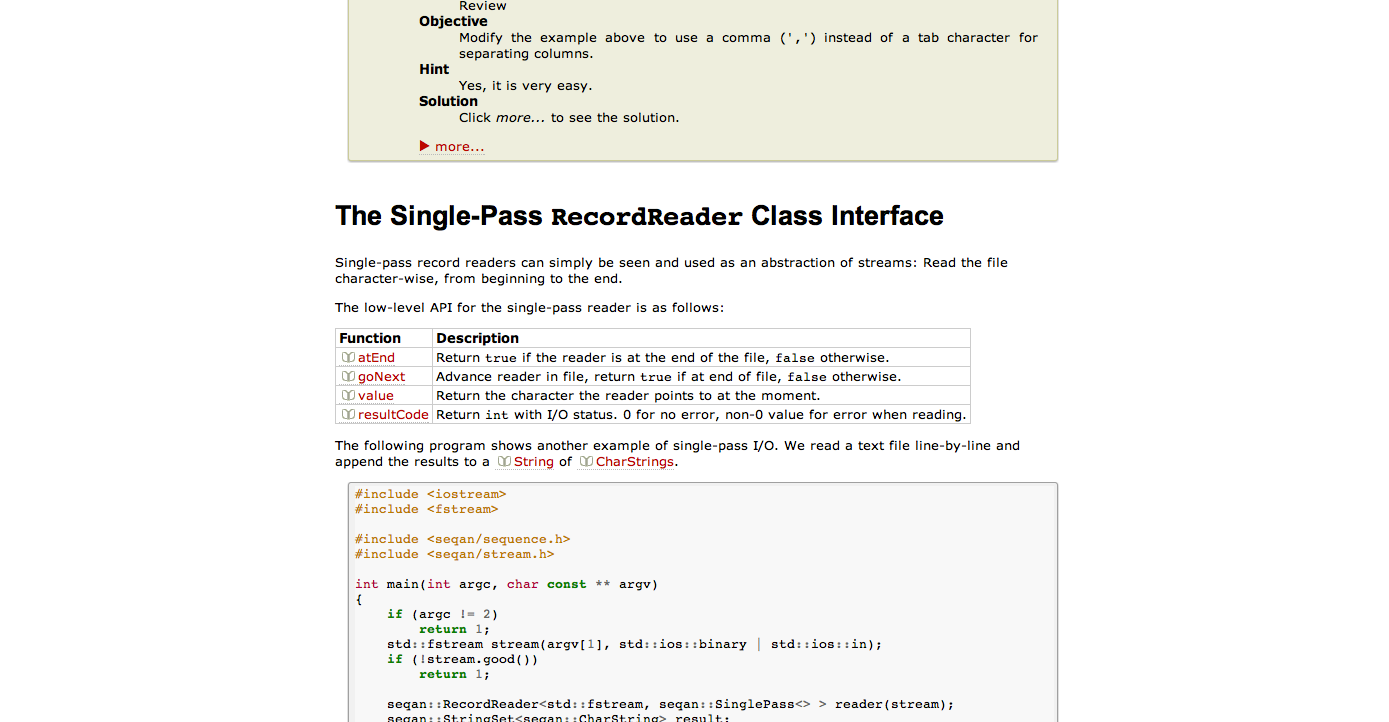 Review
Objective
Modify the example above to use a comma (',') instead of a tab character for
separating columns.
Hint
Yes, it is very easy.
Solution
Click more... to see the solution.
more...
The Single-Pass RecordReader Class Interface
Single-pass record readers can simply be seen and used as an abstraction of streams: Read the file
character-wise, from beginning to the end.
The low-level API for the single-pass reader is as follows:
Function Description
atEnd Return true if the reader is at the end of the file, false otherwise.
goNext Advance reader in file, return true if at end of file, false otherwise.
value Return the character the reader points to at the moment.
resultCode Return int with I/O status. 0 for no error, non-0 value for error when reading.
The following program shows another example of single-pass I/O. We read a text file line-by-line and
append the results to a String of CharStrings.
#include <iostream>
#include <fstream>
#include <seqan/sequence.h>
#include <seqan/stream.h>
int main(int argc, char const ** argv)
{
if (argc != 2)
return 1;
std::fstream stream(argv[1], std::ios::binary | std::ios::in);
if (!stream.good())
return 1;
seqan::RecordReader<std::fstream, seqan::SinglePass<> > reader(stream);
seqan::StringSet<seqan::CharString> result;